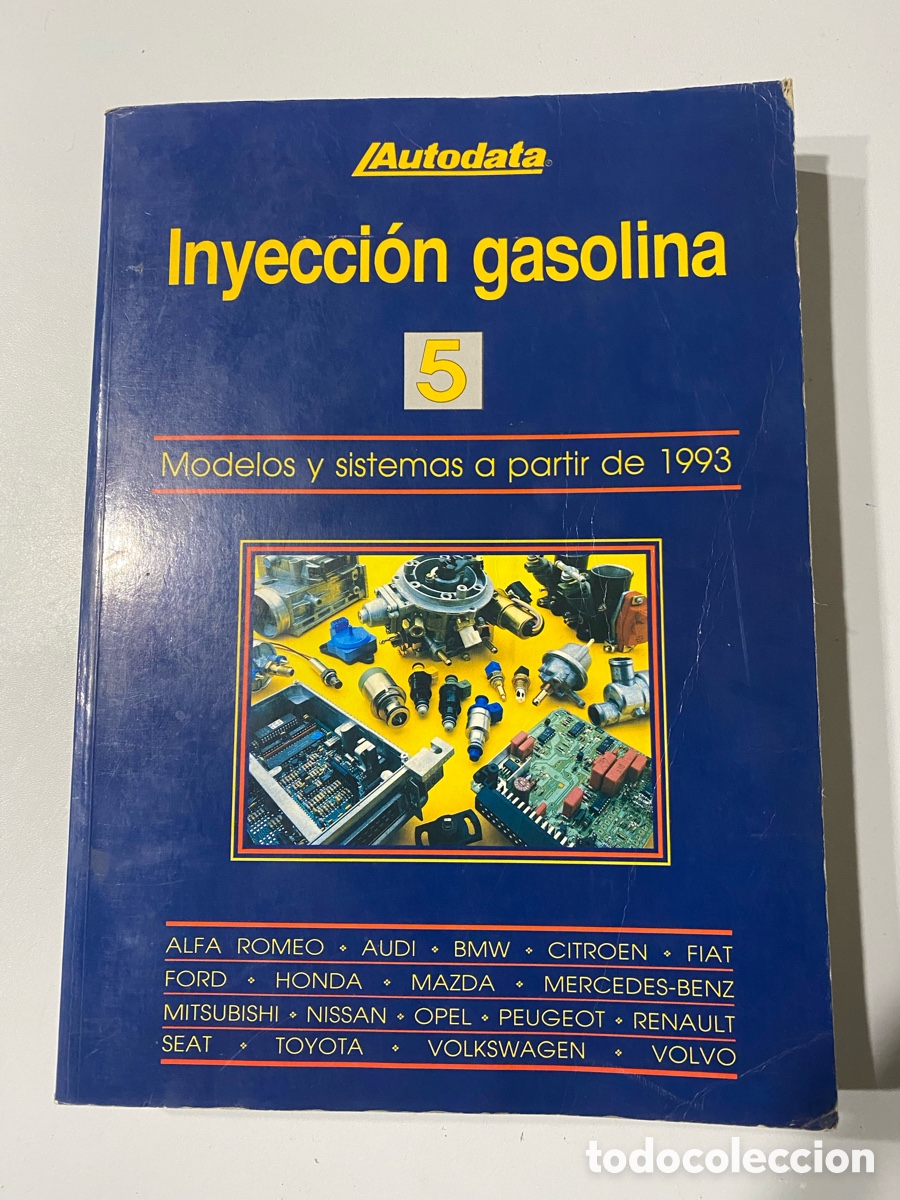 Autodata
Inyección gasolina
5
Modelos y sistemas a partir de 1993
ALFA ROMEO • AUDI • BMW • CITROEN • FIAT
FORD • HONDA • MAZDA • MERCEDES-BENZ
MITSUBISHI • NISSAN • OPEL • PEUGEOT • RENAULT
SEAT • TOYOTA • VOLKSWAGEN • VOLVO
todocoleccion